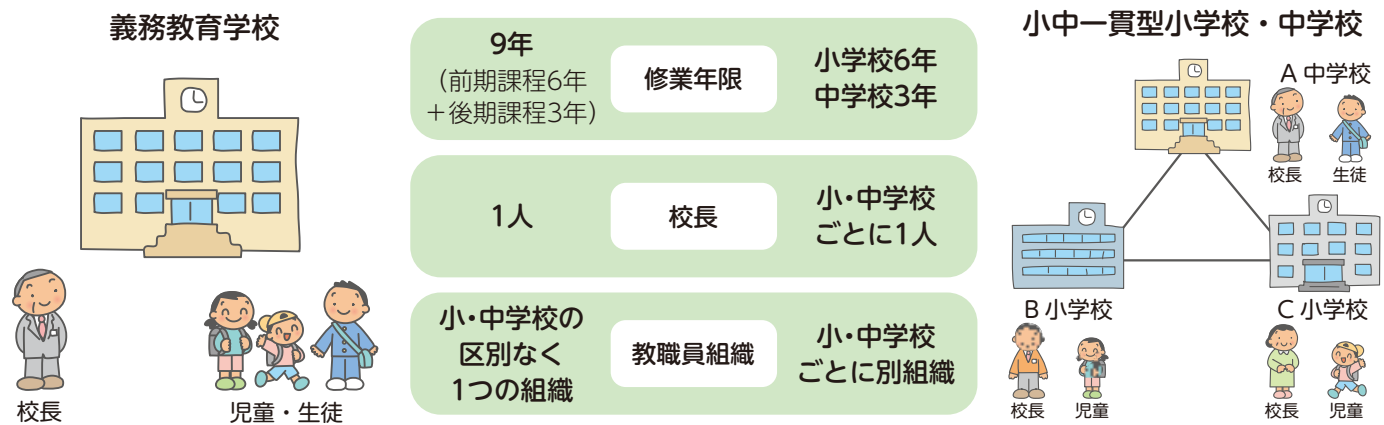 義務教育学校
校長
児童・生徒
9年
（前期課程6年
＋後期課程3年）
修業年限
小学校6年
中学校3年
1人
校長
小・中学校
ごとに1人
小・中学校の
区別なく
1つの組織
教職員組織
小・中学校
ごとに別組織
小中一貫型小学校・中学校
A 中学校
校長
生徒
B 小学校
校長
児童
C 小学校
校長
児童